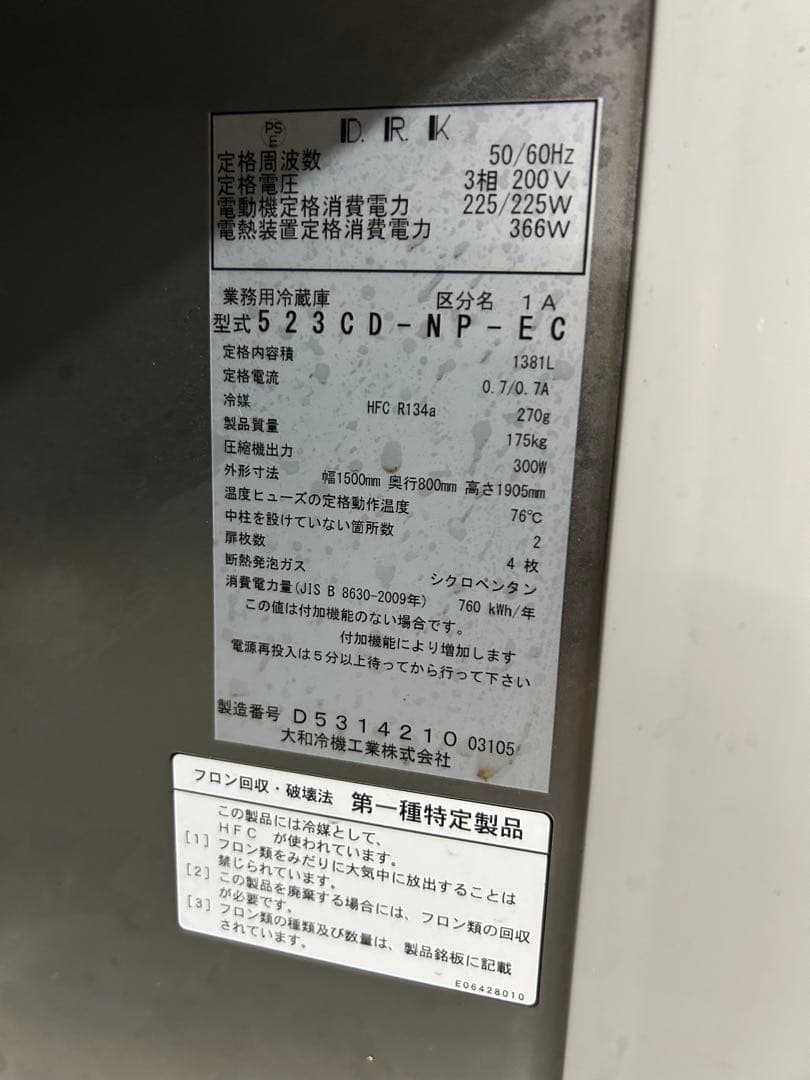 PS E D.R.K
定格周波数 50/60Hz
定格電圧 3相 200V
電動機定格消費電力 225/225W
電熱装置定格消費電力 366W
業務用冷蔵庫 区分名 1A
型式 523CD-NP-EC
定格内容積 1381L
定格電流 0.7/0.7A
冷媒 HFC R134a 270g
製品質量 175kg
圧縮機出力 300W
外形寸法 幅1500mm 奥行800mm 高さ1905mm
温度ヒューズの定格動作温度 76℃
中柱を設けていない箇所数 2
扉枚数 4枚
断熱発泡ガス シクロペンタン
消費電力量(JIS B 8630-2009年) 760 kWh/年
この値は付加機能のない場合です。
付加機能により増加します
電源再投入は5分以上待ってから行って下さい
製造番号 D5314210 03105
大和冷機工業株式会社
フロン回収・破壊法 第一種特定製品
この製品には冷媒として、
HFC が使われています。
[1] フロン類をみだりに大気中に放出することは
禁じられています。
[2] この製品を廃棄する場合には、フロン類の回収
が必要です。
[3] フロン類の種類及び数量は、製品銘板に記載
されています。
E06428010